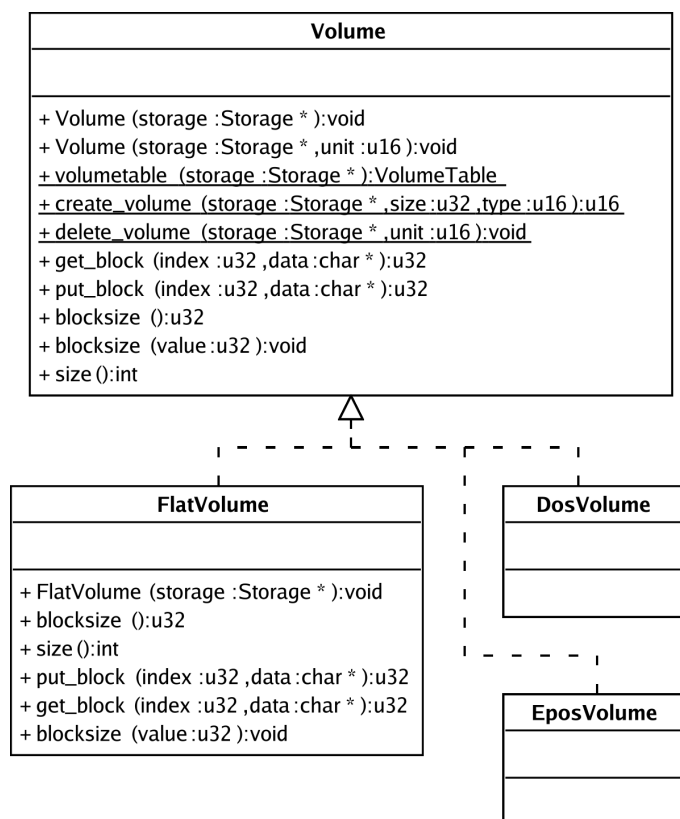 Volume
+ Volume (storage :Storage * ):void
+ Volume (storage :Storage * ,unit :u16 ):void
+ volumetable (storage :Storage* ):VolumeTable
+ create_volume (storage :Storage* ,size :u32 ,type :u16 ):u16
+ delete_volume (storage :Storage* ,unit :u16 ):void
+ get_block (index :u32 ,data :char * ):u32
+ put_block (index :u32 ,data :char * ):u32
+ blocksize ():u32
+ blocksize (value :u32 ):void
+ size ():int
FlatVolume
+ FlatVolume (storage :Storage * ):void
+ blocksize ():u32
+ size ():int
+ put_block (index :u32 ,data :char * ):u32
+ get_block (index :u32 ,data :char * ):u32
+ blocksize (value :u32 ):void
DosVolume
EposVolume